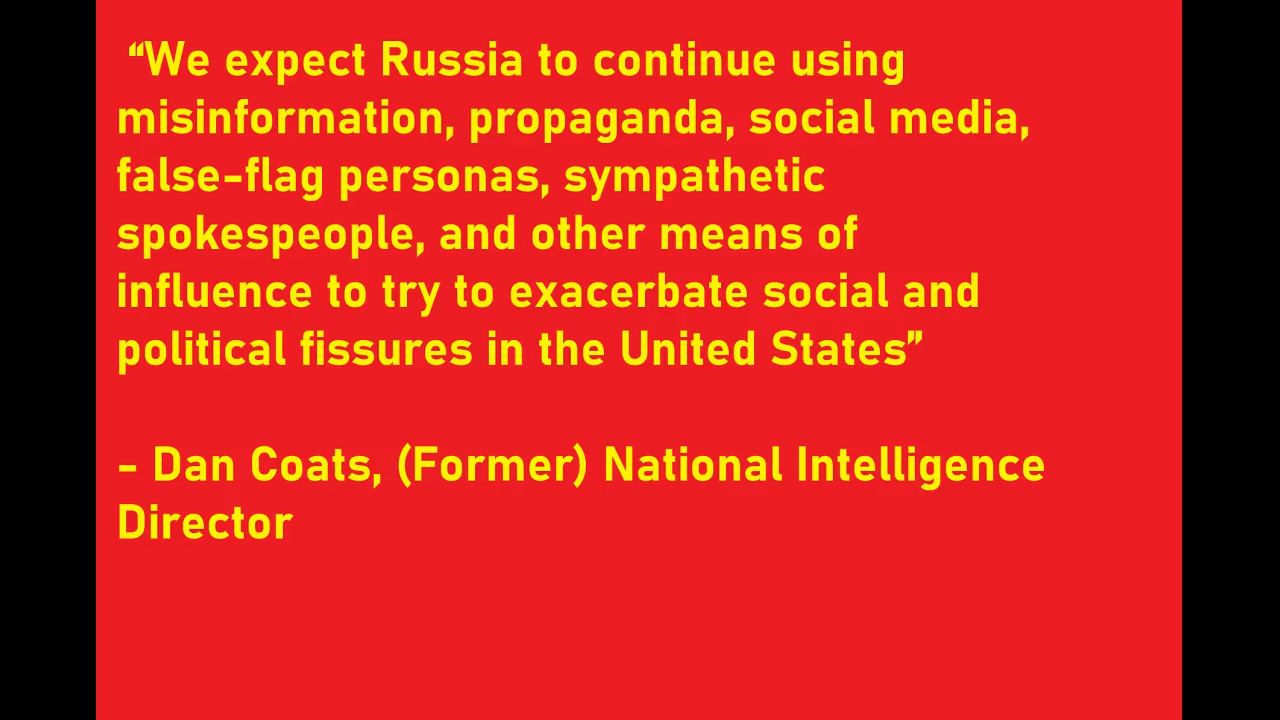 “We expect Russia to continue using
misinformation, propaganda, social media,
false-flag personas, sympathetic
spokespeople, and other means of
influence to try to exacerbate social and
political fissures in the United States”
- Dan Coats, (Former) National Intelligence
Director